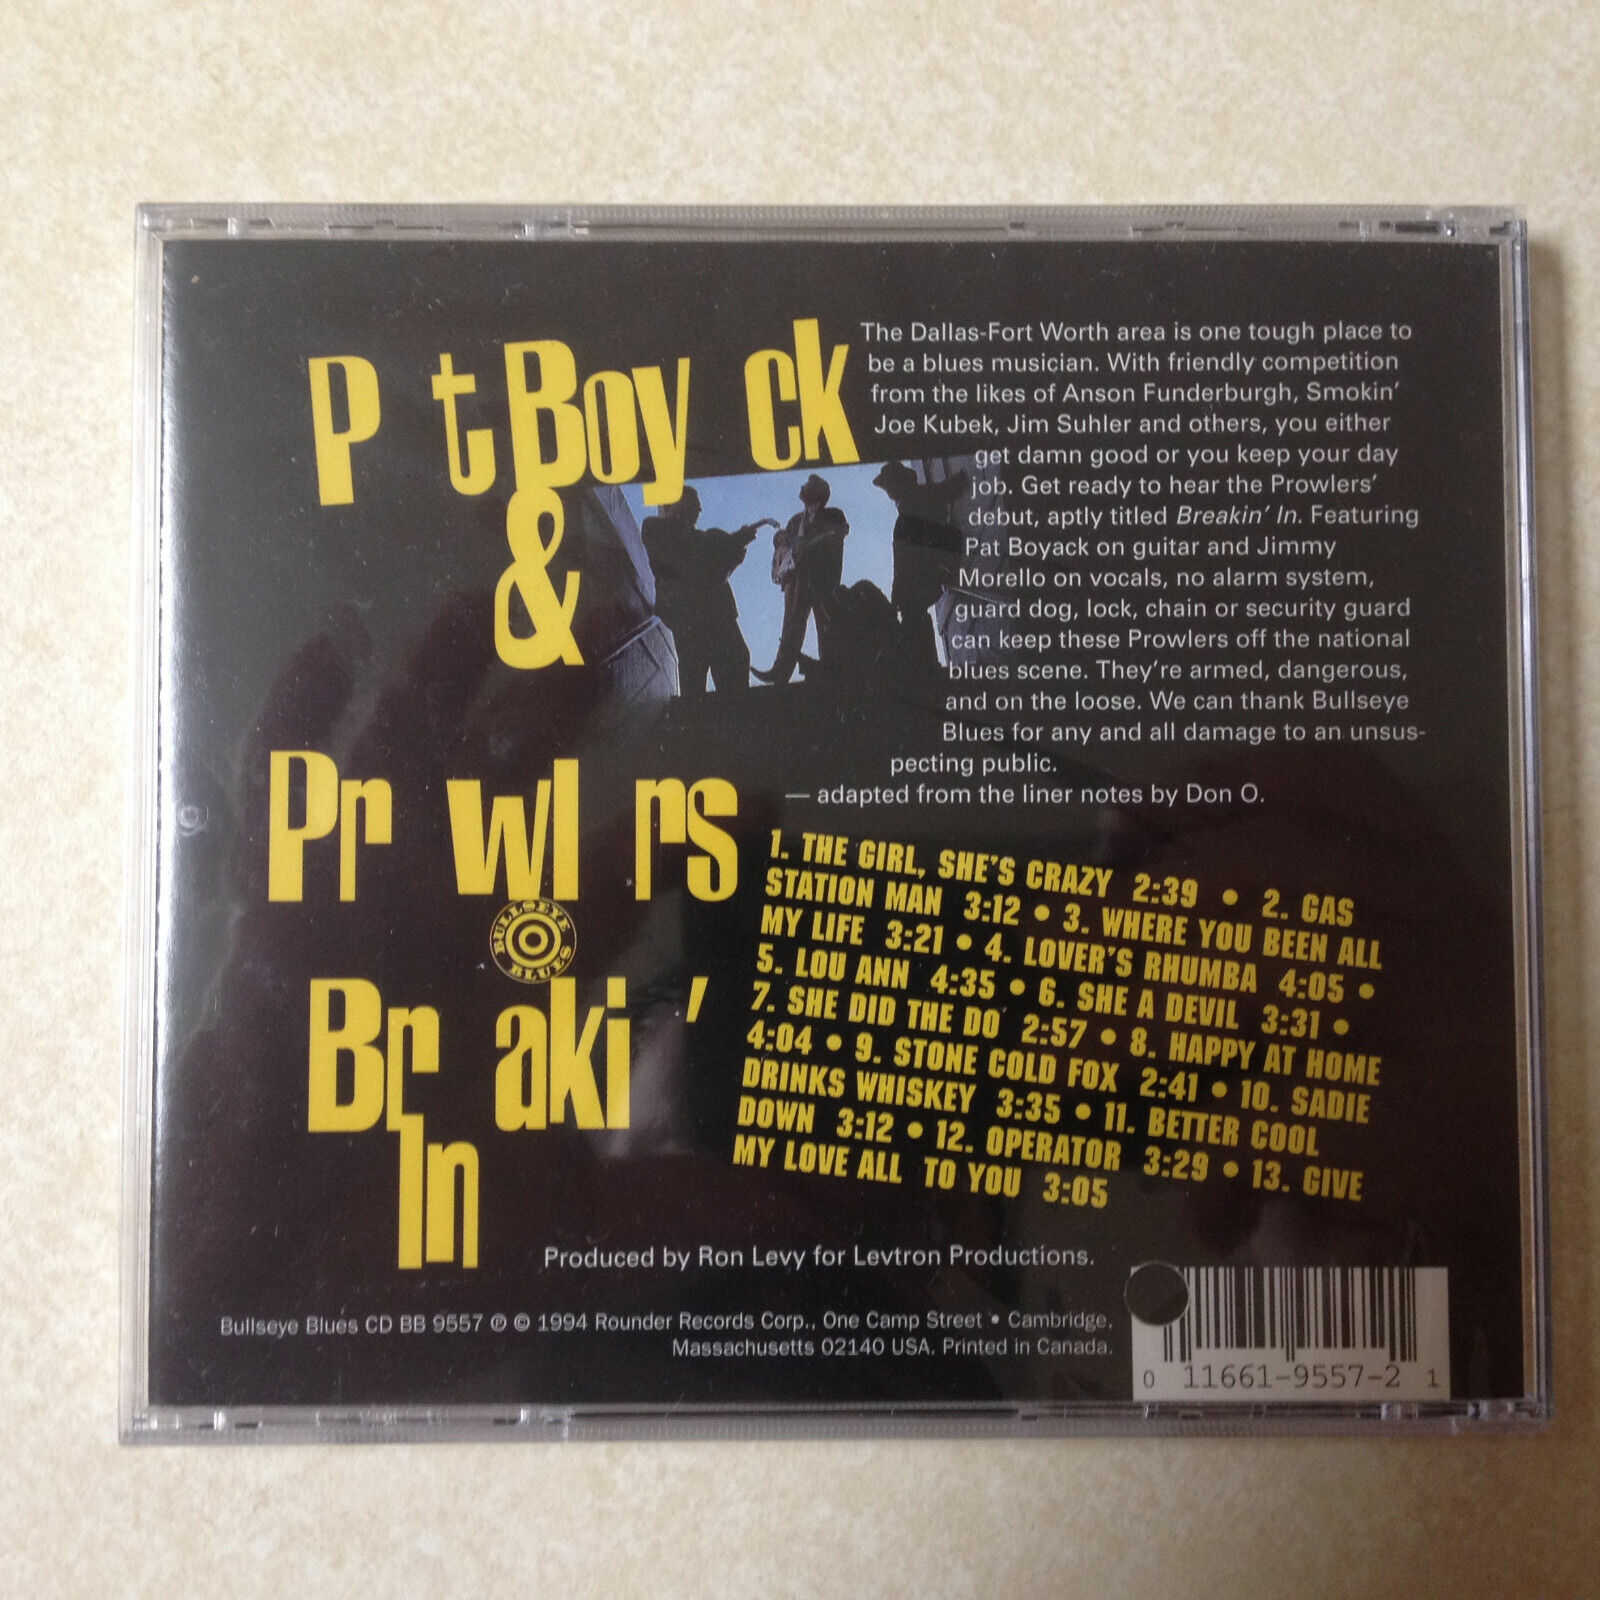 P t Boy ck
&
Pr wl rs
BULLSEYE BLUES
Br aki '
In
The Dallas-Fort Worth area is one tough place to
be a blues musician. With friendly competition
from the likes of Anson Funderburgh, Smokin'
Joe Kubek, Jim Suhler and others, you either
get damn good or you keep your day
job. Get ready to hear the Prowlers'
debut, aptly titled Breakin' In. Featuring
Pat Boyack on guitar and Jimmy
Morello on vocals, no alarm system,
guard dog, lock, chain or security guard
can keep these Prowlers off the national
blues scene. They're armed, dangerous,
and on the loose. We can thank Bullseye
Blues for any and all damage to an unsus-
pecting public.
— adapted from the liner notes by Don O.
1. THE GIRL, SHE'S CRAZY 2:39 • 2. GAS
STATION MAN 3:12 • 3. WHERE YOU BEEN ALL
MY LIFE 3:21 • 4. LOVER'S RHUMBA 4:05 •
5. LOU ANN 4:35 • 6. SHE A DEVIL 3:31 •
7. SHE DID THE DO 2:57 • 8. HAPPY AT HOME
4:04 • 9. STONE COLD FOX 2:41 • 10. SADIE
DRINKS WHISKEY 3:35 • 11. BETTER COOL
DOWN 3:12 • 12. OPERATOR 3:29 • 13. GIVE
MY LOVE ALL TO YOU 3:05
Produced by Ron Levy for Levtron Productions.
Bullseye Blues CD BB 9557 ℗ © 1994 Rounder Records Corp., One Camp Street • Cambridge,
Massachusetts 02140 USA. Printed in Canada.
0 11661-9557-2 1